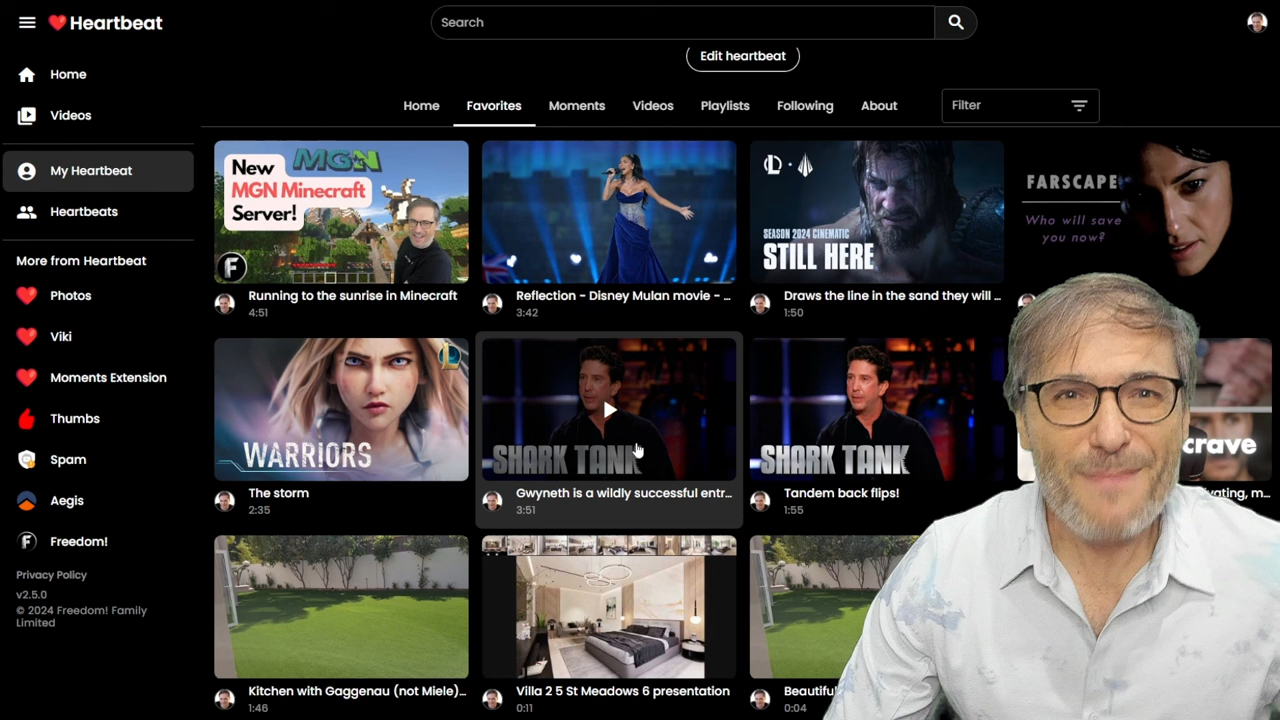 Heartbeat
Search
Edit heartbeat
Home
Videos
My Heartbeat
Heartbeats
More from Heartbeat
Photos
Viki
Moments Extension
Thumbs
Spam
Aegis
Freedom!
Privacy Policy
v2.5.0
© 2024 Freedom! Family
Limited
Home
Favorites
Moments
Videos
Playlists
Following
About
Filter
New
MGN
MGN Minecraft
Server!
F
Running to the sunrise in Minecraft
4:51
Reflection - Disney Mulan movie - ...
3:42
SEASON 2024 CINEMATIC
STILL HERE
Draws the line in the sand they will ...
1:50
FARSCAPE
Who will save
you now?
WARRIORS
The storm
2:35
SHARK TANK
Gwyneth is a wildly successful entr...
3:51
SHARK TANK
Tandem back flips!
1:55
crave
Kitchen with Gaggenau (not Miele)...
1:46
Villa 2 5 St Meadows 6 presentation
0:11
Beautiful
0:04